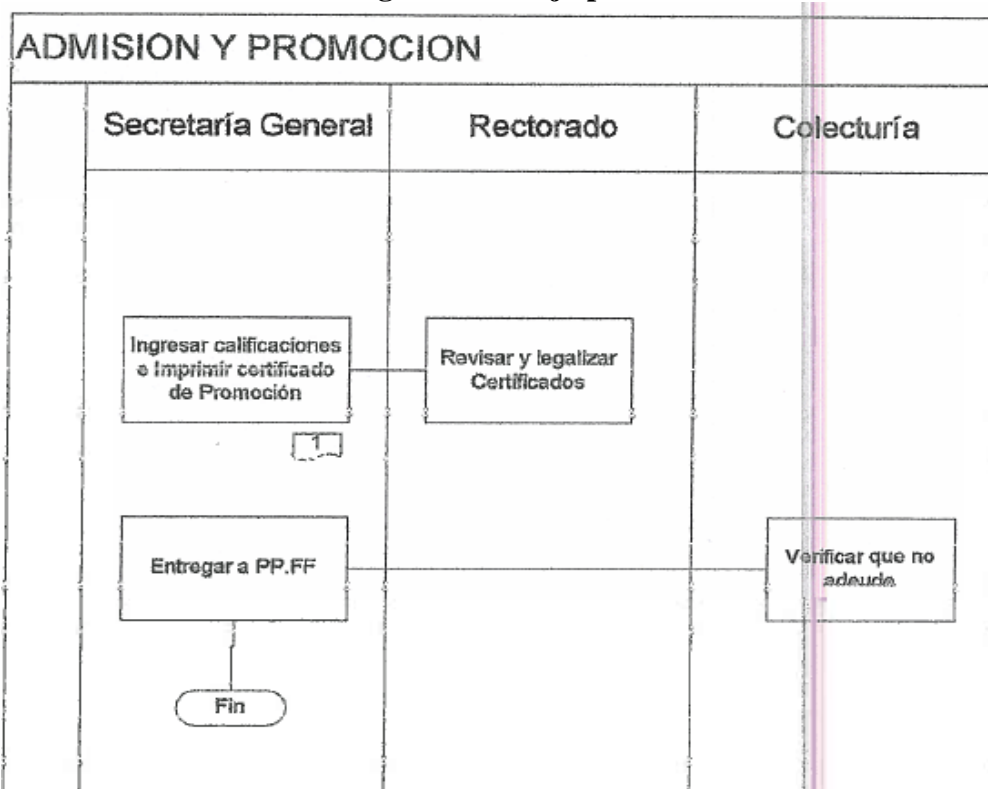 ADMISION Y PROMOCION
Secretaría General
Rectorado
Colecturía
Ingresar calificaciones
e Imprimir certificado
de Promoción
Revisar y legalizar
Certificados
1
Entregar a PP.FF
Verificar que no
adeude
Fin